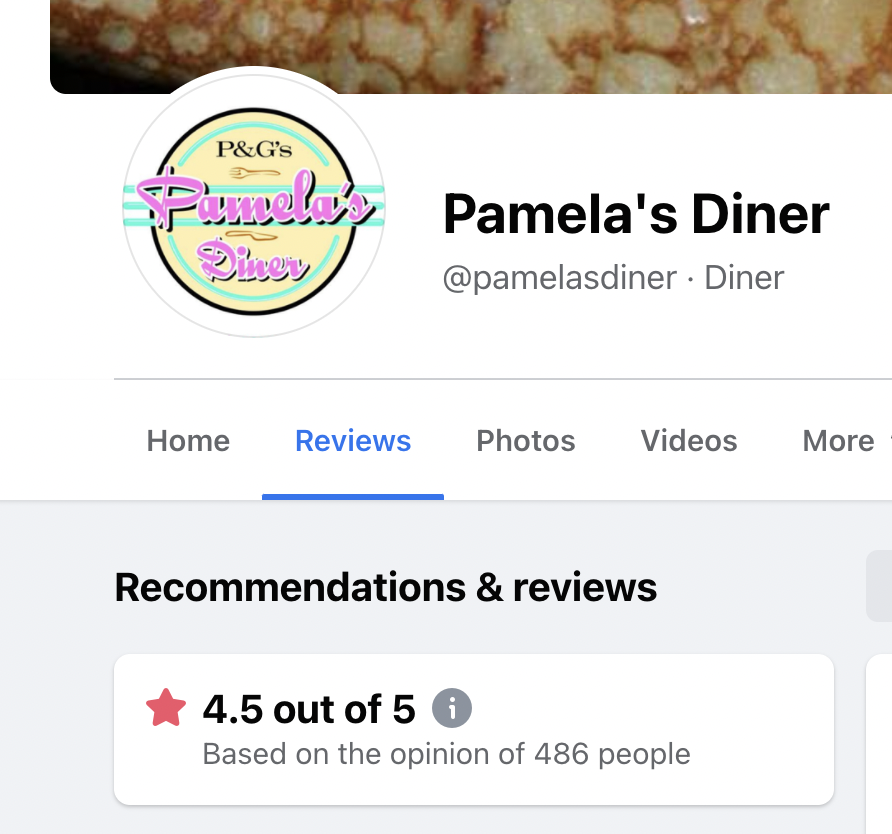 P&G's
Pamela's
Diner
Pamela's Diner
@pamelasdiner · Diner
Home Reviews Photos Videos More
Recommendations & reviews
4.5 out of 5
Based on the opinion of 486 people